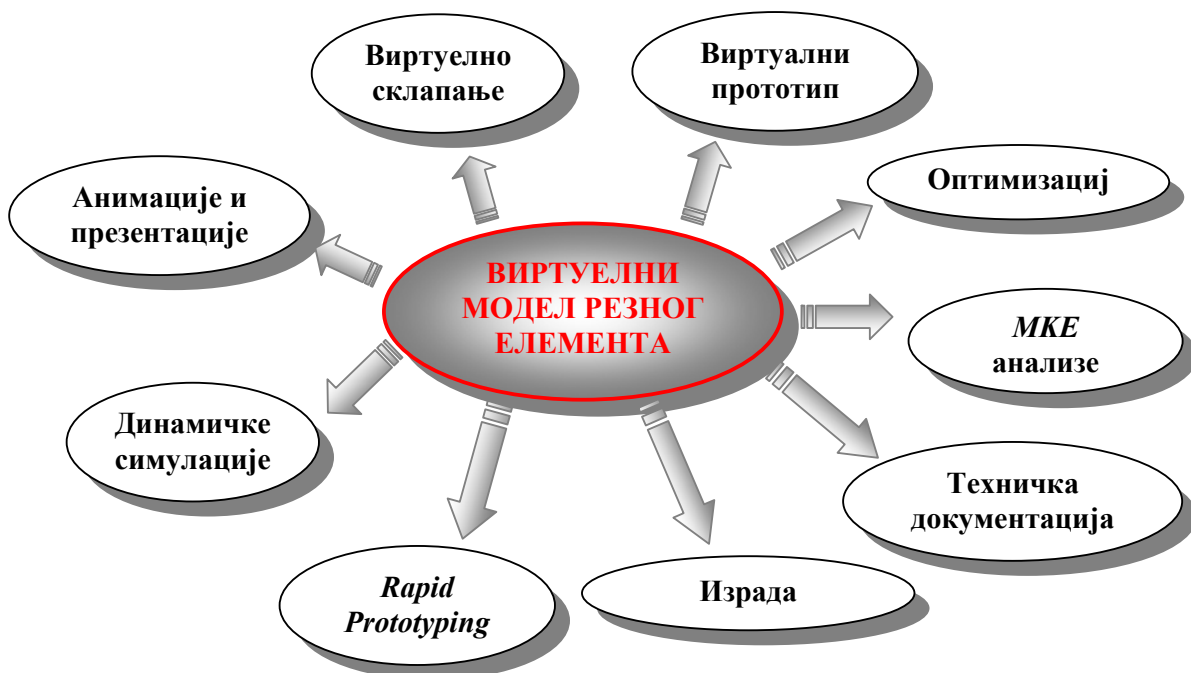 Виртуелно
склапање
Виртуални
прототип
Анимације и
презентације
Оптимизациј
ВИРТУЕЛНИ
МОДЕЛ РЕЗНОГ
ЕЛЕМЕНТА
МКЕ
анализе
Динамичке
симулације
Техничка
документација
Rapid
Prototyping
Израда